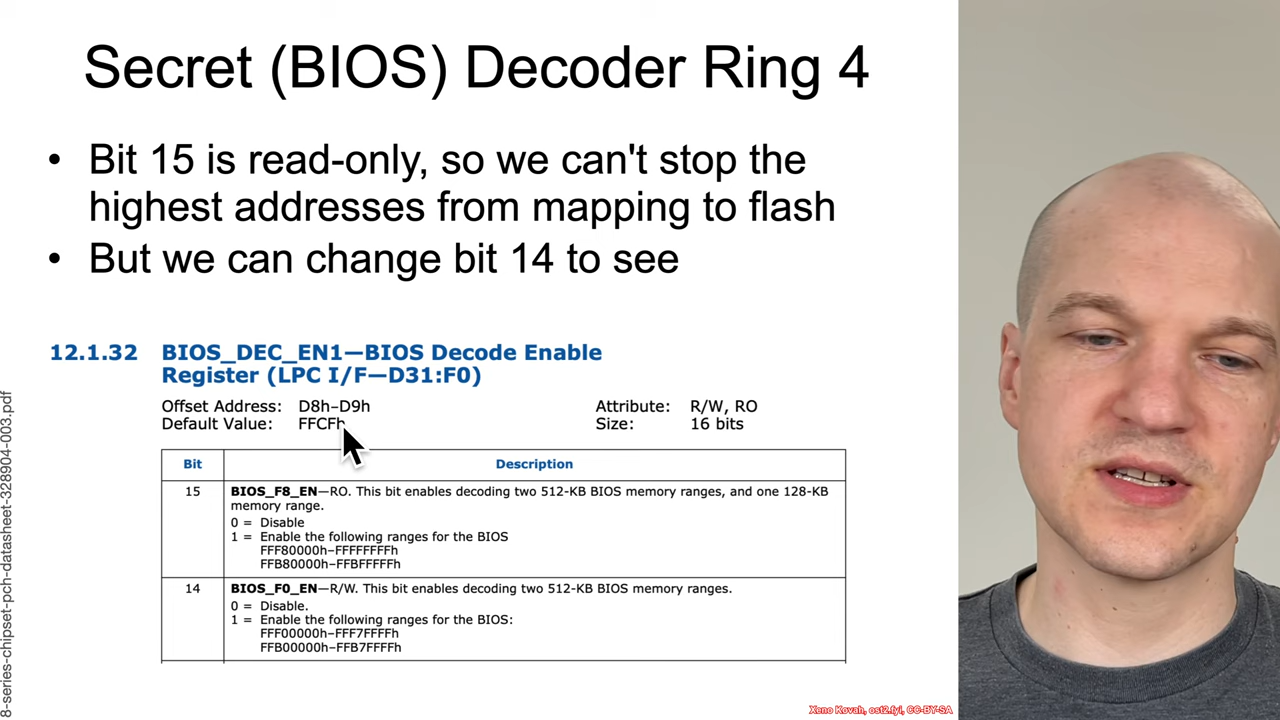 Secret (BIOS) Decoder Ring 4
• Bit 15 is read-only, so we can't stop the
highest addresses from mapping to flash
• But we can change bit 14 to see
12.1.32 BIOS_DEC_EN1—BIOS Decode Enable
Register (LPC I/F—D31:F0)
Offset Address: D8h–D9h Attribute: R/W, RO
Default Value: FFCFh Size: 16 bits
Bit Description
15 BIOS_F8_EN—RO. This bit enables decoding two 512-KB BIOS memory ranges, and one 128-KB
memory range.
0 = Disable
1 = Enable the following ranges for the BIOS
FFF80000h–FFFFFFFFh
FFB80000h–FFBFFFFFh
14 BIOS_F0_EN—R/W. This bit enables decoding two 512-KB BIOS memory ranges.
0 = Disable.
1 = Enable the following ranges for the BIOS:
FFF00000h–FFF7FFFFh
FFB00000h–FFB7FFFFh
8-series-chipset-pch-datasheet-328904-003.pdf
Xeno Kovah, ost2.fyi, CC-BY-SA